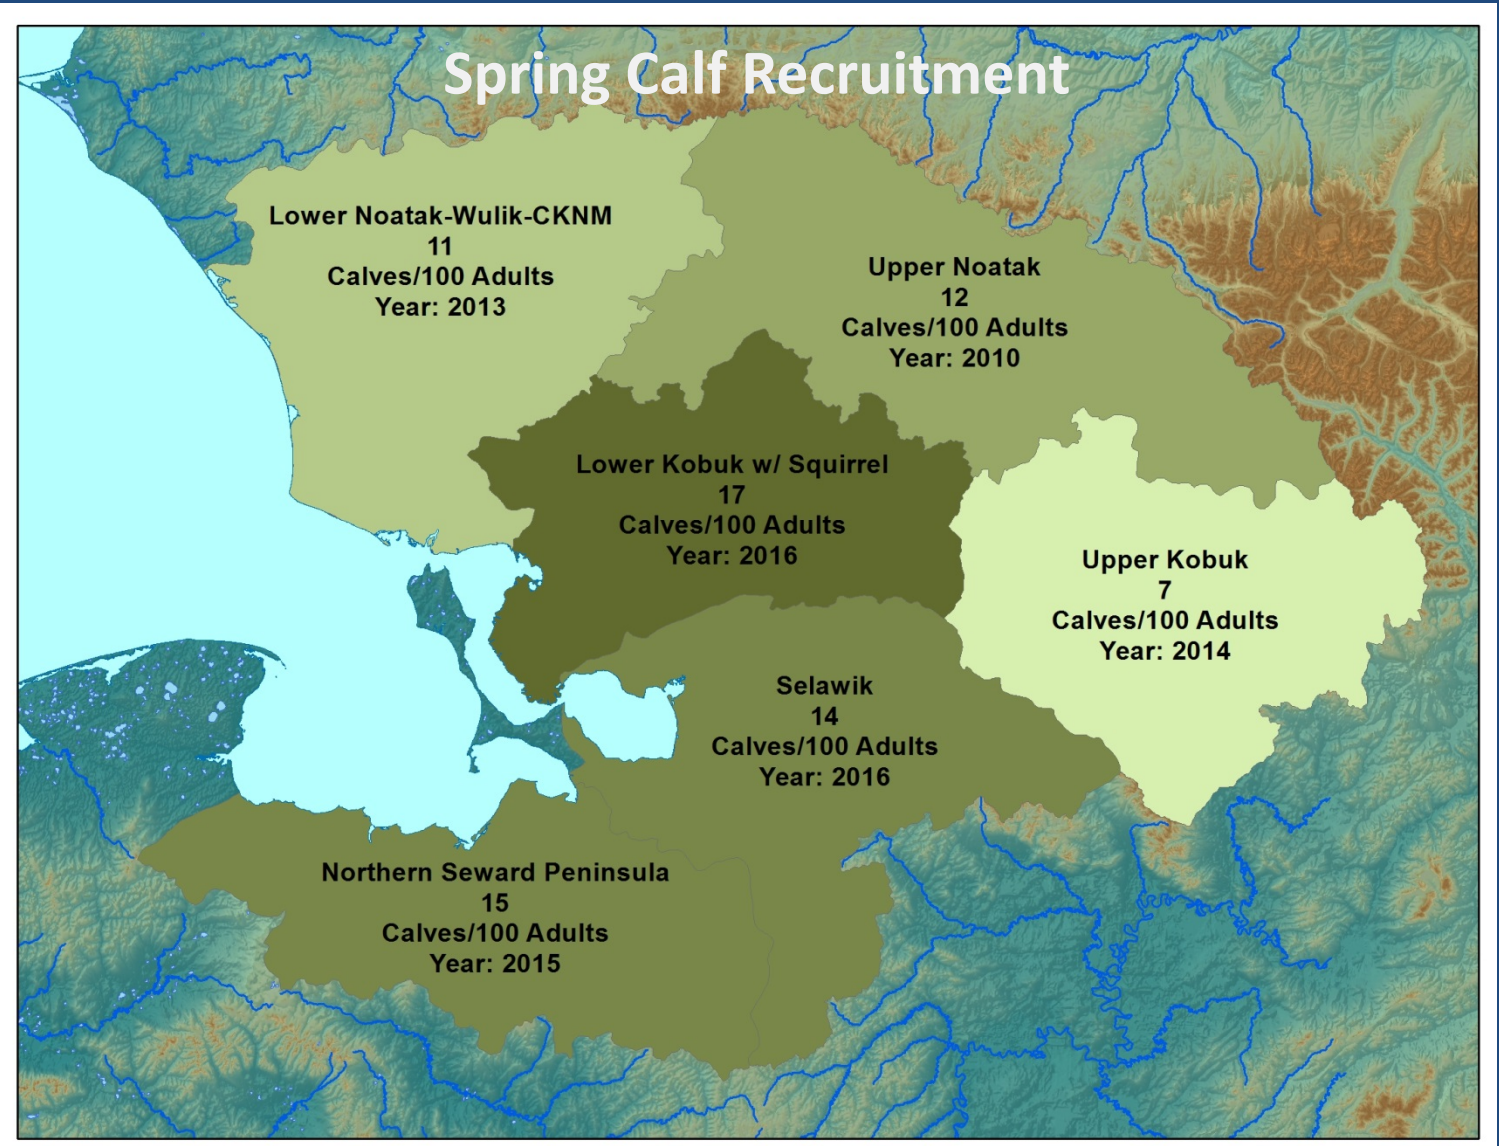 Spring Calf Recruitment
Lower Noatak-Wulik-CKNM
11
Calves/100 Adults
Year: 2013
Upper Noatak
12
Calves/100 Adults
Year: 2010
Lower Kobuk w/ Squirrel
17
Calves/100 Adults
Year: 2016
Upper Kobuk
7
Calves/100 Adults
Year: 2014
Selawik
14
Calves/100 Adults
Year: 2016
Northern Seward Peninsula
15
Calves/100 Adults
Year: 2015